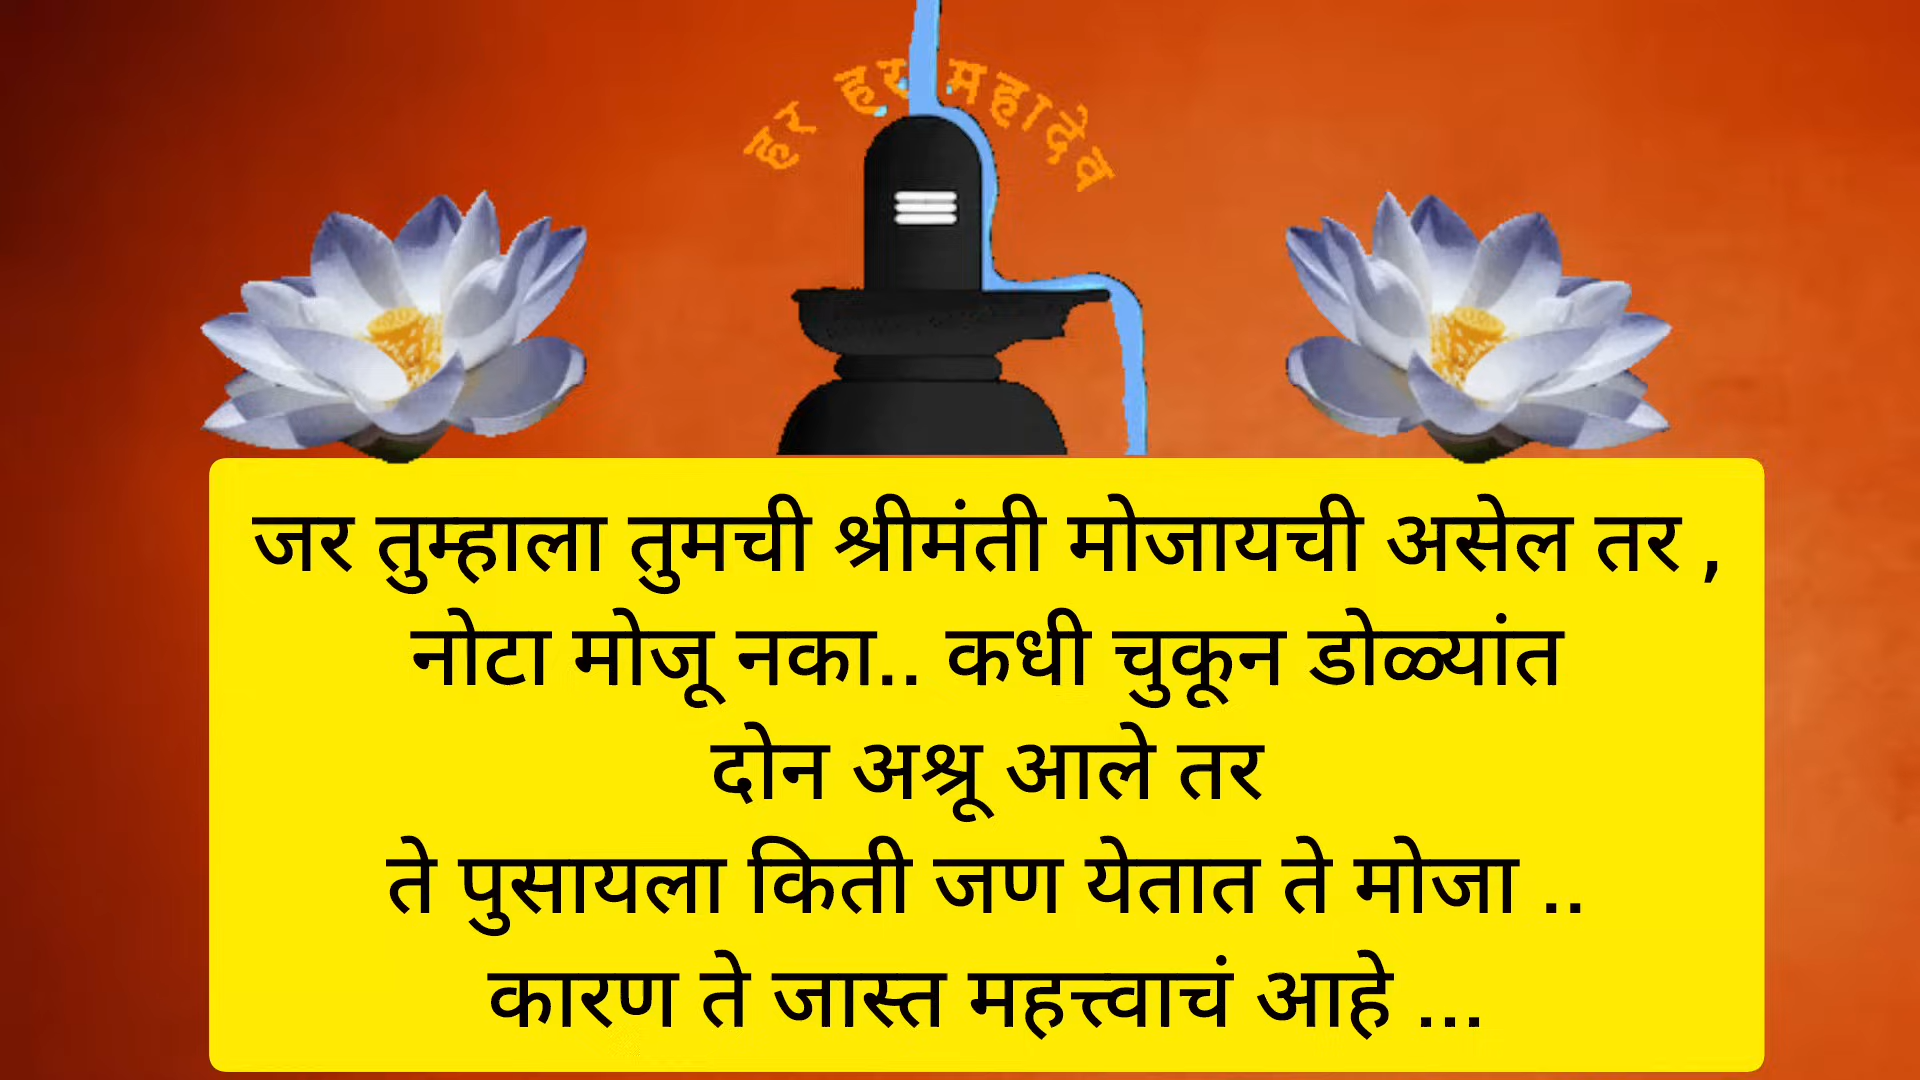 हर हर महादेव
जर तुम्हाला तुमची श्रीमंती मोजायची असेल तर ,
नोटा मोजू नका.. कधी चुकून डोळ्यांत
दोन अश्रू आले तर
ते पुसायला किती जण येतात ते मोजा ..
कारण ते जास्त महत्त्वाचं आहे ...